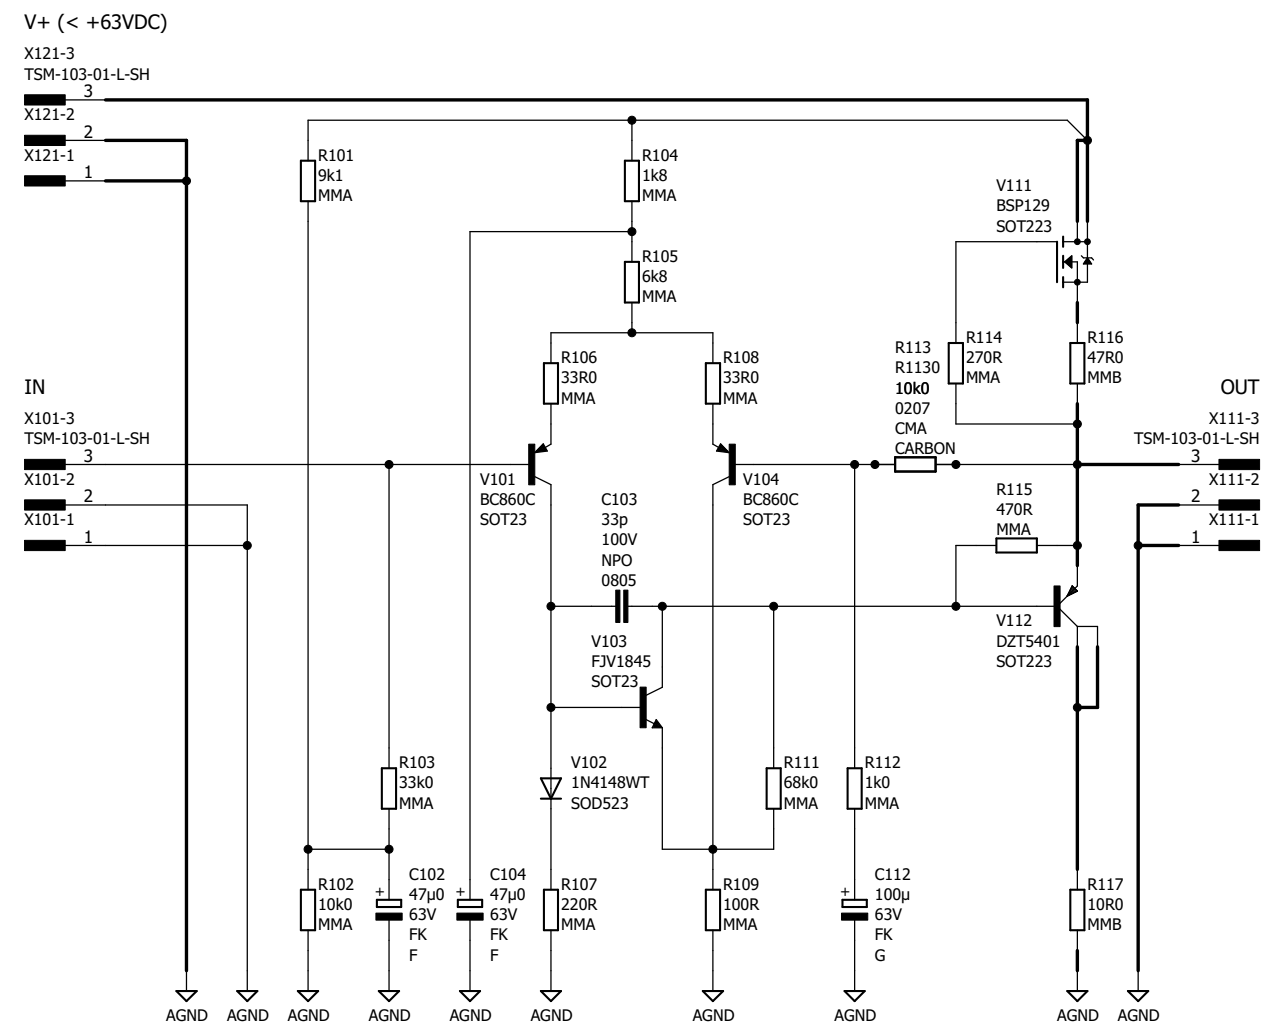 V+ (< +63VDC)
X121-3
TSM-103-01-L-SH
3
X121-2
2
X121-1
1
R101
9k1
MMA
R104
1k8
MMA
V111
BSP129
SOT223
R105
6k8
MMA
R106
33R0
MMA
R108
33R0
MMA
R113
R1130
10k0
0207
CMA
CARBON
R114
270R
MMA
R116
47R0
MMB
IN
X101-3
TSM-103-01-L-SH
3
X101-2
2
X101-1
1
OUT
X111-3
TSM-103-01-L-SH
3
X111-2
2
X111-1
1
V101
BC860C
SOT23
C103
33p
100V
NPO
0805
V104
BC860C
SOT23
R115
470R
MMA
V103
FJV1845
SOT23
V112
DZT5401
SOT223
R103
33k0
MMA
V102
1N4148WT
SOD523
R111
68k0
MMA
R112
1k0
MMA
R102
10k0
MMA
+
C102
47µ0
63V
FK
F
+
C104
47µ0
63V
FK
F
R107
220R
MMA
R109
100R
MMA
+
C112
100µ
63V
FK
G
R117
10R0
MMB
AGND AGND AGND AGND AGND AGND AGND AGND AGND